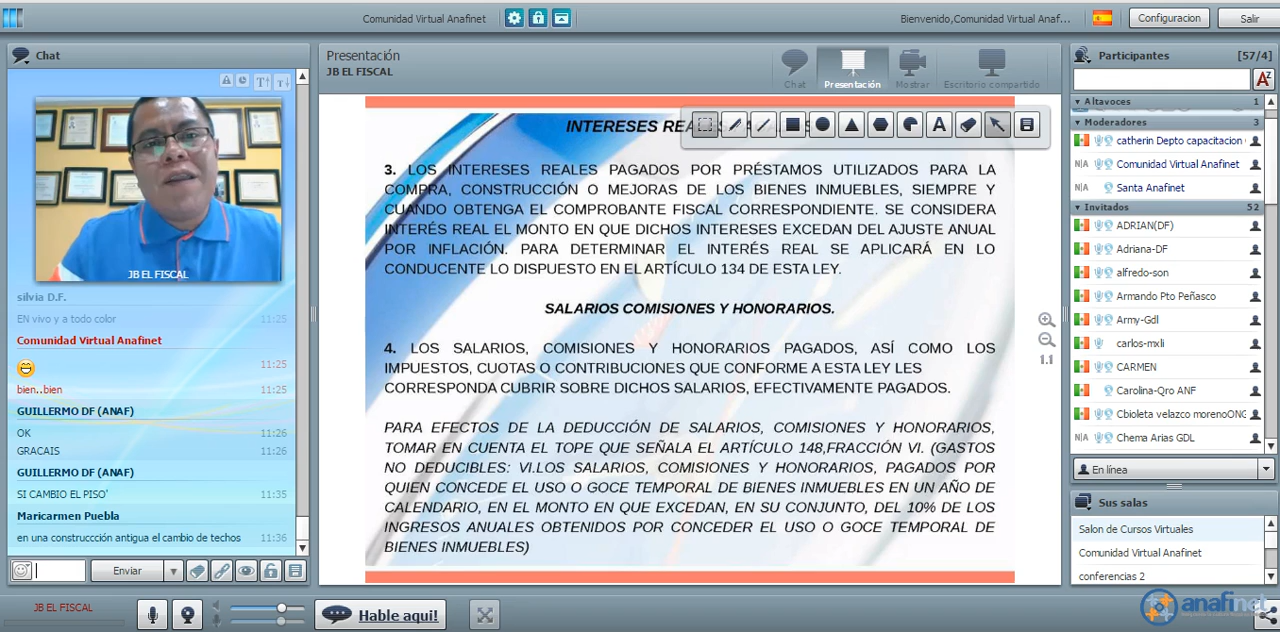 Comunidad Virtual Anafinet
Bienvenido,Comunidad Virtual Anaf...
Configuracion
Salir
Chat
JB EL FISCAL
silvia D.F.
EN vivo y a todo color 11:25
Comunidad Virtual Anafinet
11:25
bien..bien 11:25
GUILLERMO DF (ANAF)
OK 11:26
GRACAIS 11:26
GUILLERMO DF (ANAF)
SI CAMBIO EL PISO' 11:35
Maricarmen Puebla
en una construccción antigua el cambio de techos 11:36
Enviar
Presentación
JB EL FISCAL
Chat
Presentación
Mostrar
Escritorio compartido
INTERESES REA
3. LOS INTERESES REALES PAGADOS POR PRÉSTAMOS UTILIZADOS PARA LA
COMPRA, CONSTRUCCIÓN O MEJORAS DE LOS BIENES INMUEBLES, SIEMPRE Y
CUANDO OBTENGA EL COMPROBANTE FISCAL CORRESPONDIENTE. SE CONSIDERA
INTERÉS REAL EL MONTO EN QUE DICHOS INTERESES EXCEDAN DEL AJUSTE ANUAL
POR INFLACIÓN. PARA DETERMINAR EL INTERÉS REAL SE APLICARÁ EN LO
CONDUCENTE LO DISPUESTO EN EL ARTÍCULO 134 DE ESTA LEY.
SALARIOS COMISIONES Y HONORARIOS.
4. LOS SALARIOS, COMISIONES Y HONORARIOS PAGADOS, ASÍ COMO LOS
IMPUESTOS, CUOTAS O CONTRIBUCIONES QUE CONFORME A ESTA LEY LES
CORRESPONDA CUBRIR SOBRE DICHOS SALARIOS, EFECTIVAMENTE PAGADOS.
PARA EFECTOS DE LA DEDUCCIÓN DE SALARIOS, COMISIONES Y HONORARIOS,
TOMAR EN CUENTA EL TOPE QUE SEÑALA EL ARTÍCULO 148,FRACCIÓN VI. (GASTOS
NO DEDUCIBLES: VI.LOS SALARIOS, COMISIONES Y HONORARIOS, PAGADOS POR
QUIEN CONCEDE EL USO O GOCE TEMPORAL DE BIENES INMUEBLES EN UN AÑO DE
CALENDARIO, EN EL MONTO EN QUE EXCEDAN, EN SU CONJUNTO, DEL 10% DE LOS
INGRESOS ANUALES OBTENIDOS POR CONCEDER EL USO O GOCE TEMPORAL DE
BIENES INMUEBLES)
1.1
Participantes [57/4]
Altavoces 1
Moderadores 3
catherin Depto capacitacion
N|A Comunidad Virtual Anafinet
N|A Santa Anafinet
Invitados 52
ADRIAN(DF)
Adriana-DF
alfredo-son
Armando Pto Peñasco
Army-Gdl
carlos-mxli
CARMEN
Carolina-Qro ANF
Cbioleta velazco morenoONG
N|A Chema Arias GDL
En línea
Sus salas
Salon de Cursos Virtuales
Comunidad Virtual Anafinet
conferencias 2
JB EL FISCAL
Hable aqui!
anafinet